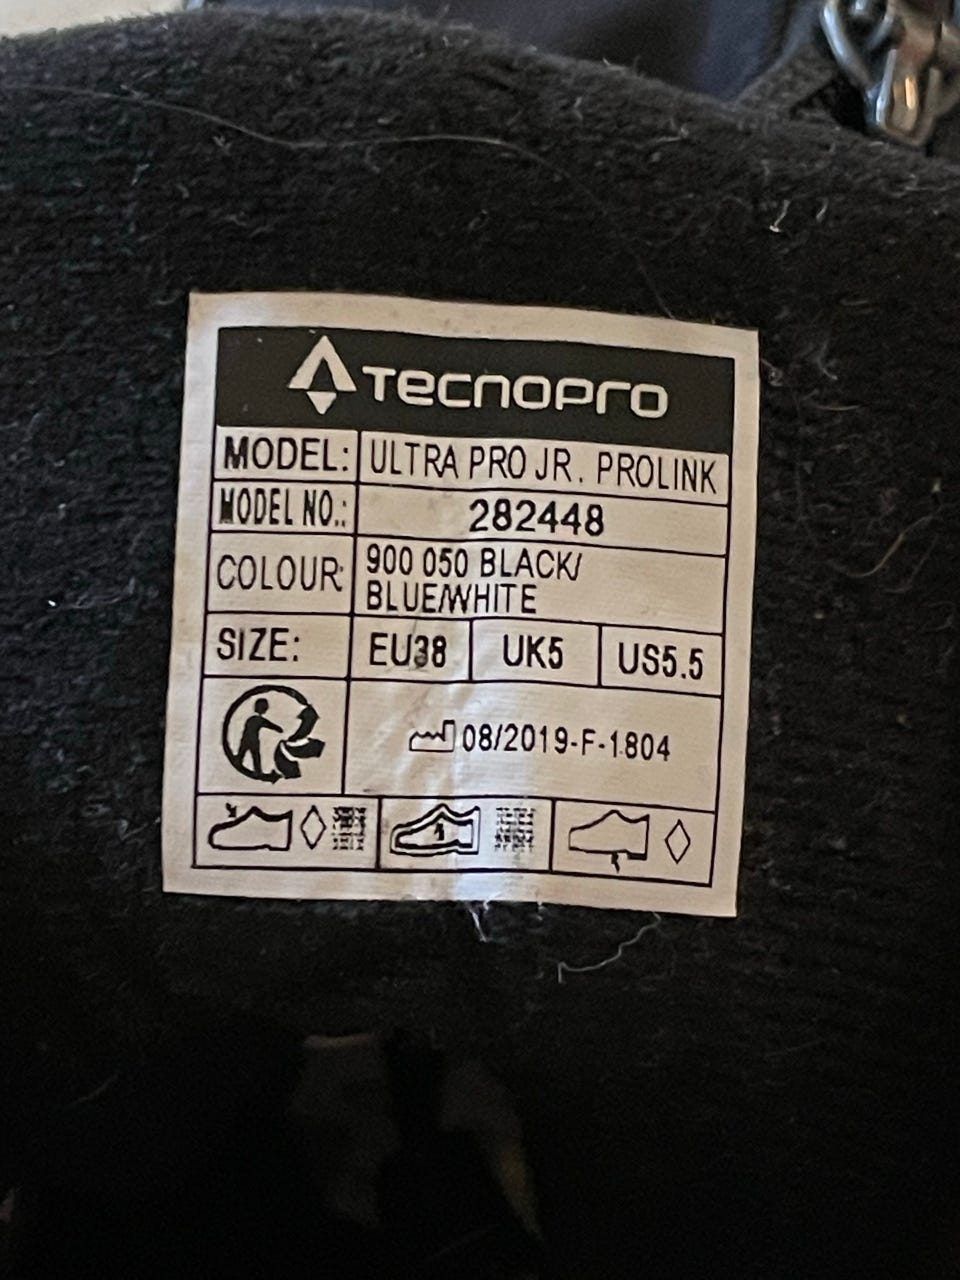 TECNOPRO
MODEL: ULTRA PRO JR. PROLINK
MODEL NO.: 282448
COLOUR: 900 050 BLACK/
BLUE/WHITE
SIZE: EU38 UK5 US5.5
08/2019-F-1804